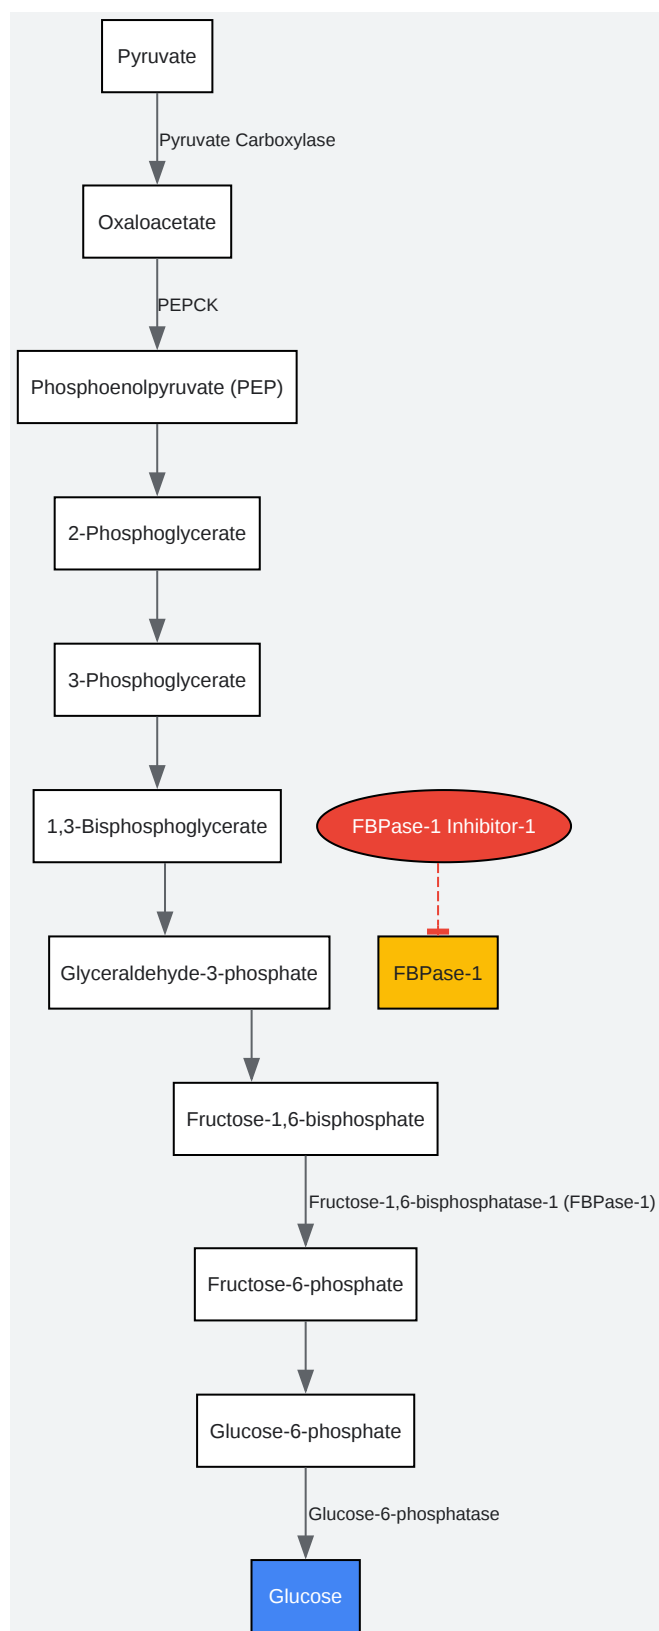 Pyruvate
Pyruvate Carboxylase
Oxaloacetate
PEPCK
Phosphoenolpyruvate (PEP)
2-Phosphoglycerate
3-Phosphoglycerate
1,3-Bisphosphoglycerate
FBPase-1 Inhibitor-1
Glyceraldehyde-3-phosphate
FBPase-1
Fructose-1,6-bisphosphate
Fructose-1,6-bisphosphatase-1 (FBPase-1)
Fructose-6-phosphate
Glucose-6-phosphate
Glucose-6-phosphatase
Glucose